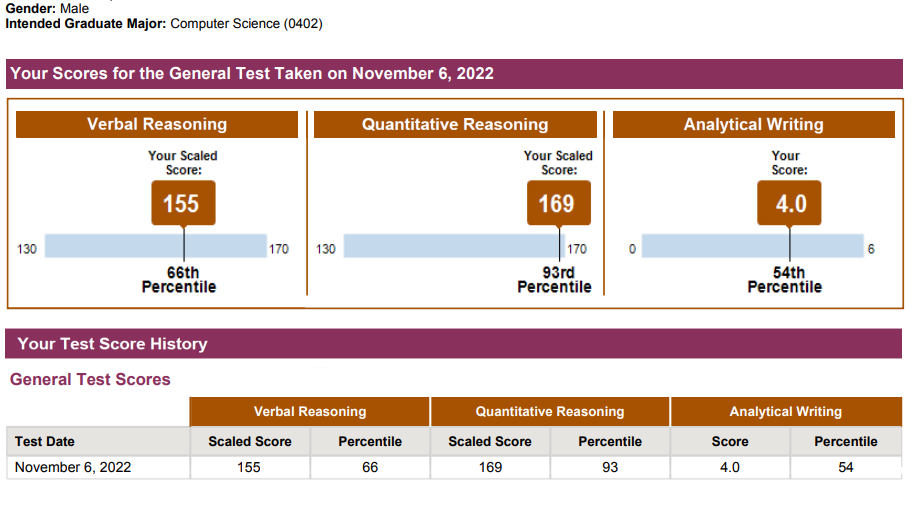 Gender: Male
Intended Graduate Major: Computer Science (0402)
Your Scores for the General Test Taken on November 6, 2022
Verbal Reasoning
Quantitative Reasoning
Analytical Writing
Your Scaled
Score:
155
130
170
66th
Percentile
Your Scaled
Score:
169
130
170
93rd
Percentile
Your
Score:
4.0
0
6
54th
Percentile
Your Test Score History
General Test Scores
Verbal Reasoning Quantitative Reasoning Analytical Writing
Test Date Scaled Score Percentile Scaled Score Percentile Score Percentile
November 6, 2022 155 66 169 93 4.0 54